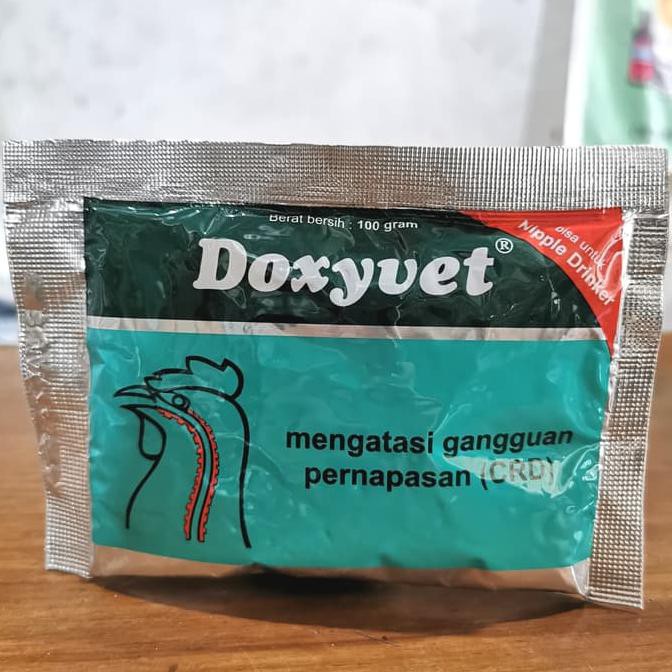 Berat bersih : 100 gram
bisa untuk
Nipple Drinker
Doxyvet®
mengatasi gangguan
pernapasan (CRD)